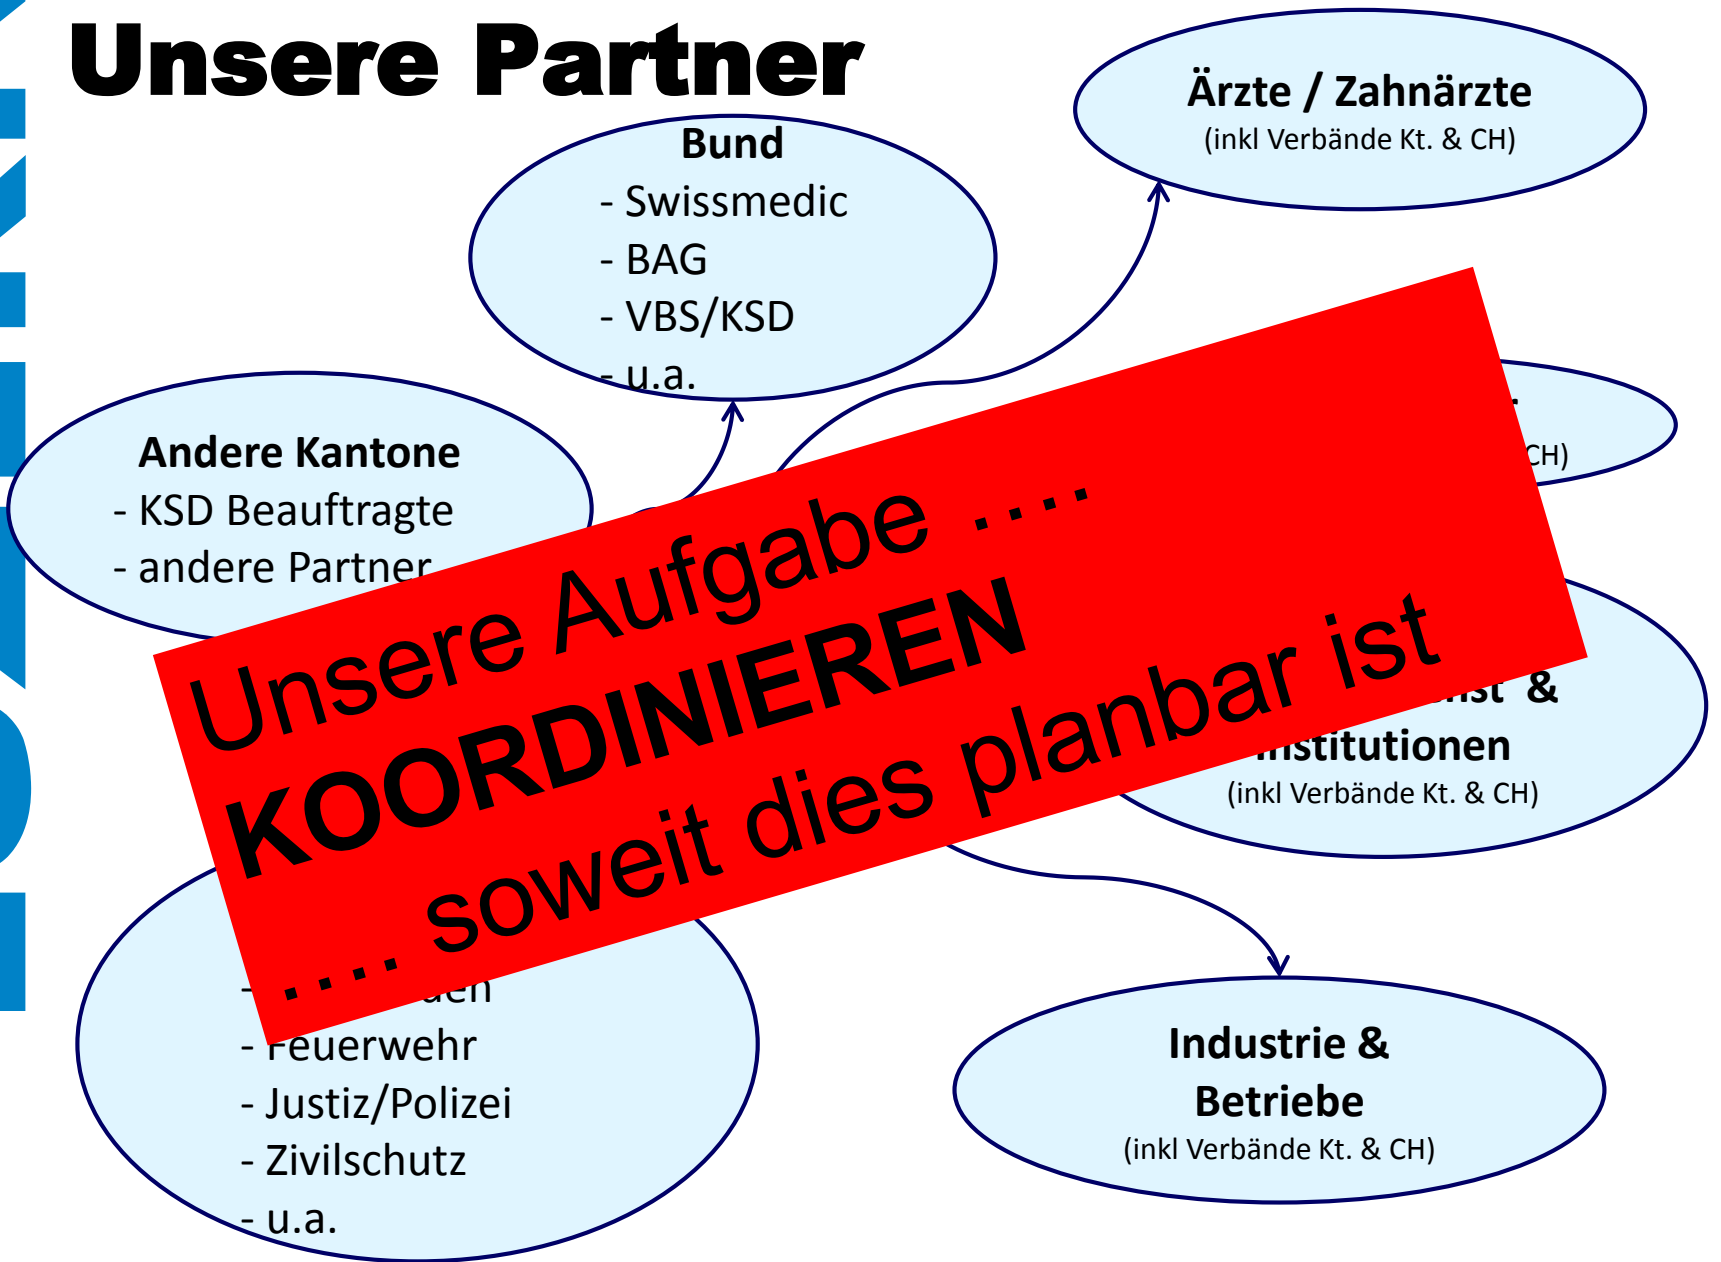 Unsere Partner
Ärzte / Zahnärzte
(inkl Verbände Kt. & CH)
Bund
- Swissmedic
- BAG
- VBS/KSD
- u.a.
Andere Kantone
- KSD Beauftragte
- andere Partner
CH)
Unsere Aufgabe ....
KOORDINIEREN
.... soweit dies planbar ist
&
Institutionen
(inkl Verbände Kt. & CH)
- Feuerwehr
- Justiz/Polizei
- Zivilschutz
- u.a.
Industrie &
Betriebe
(inkl Verbände Kt. & CH)